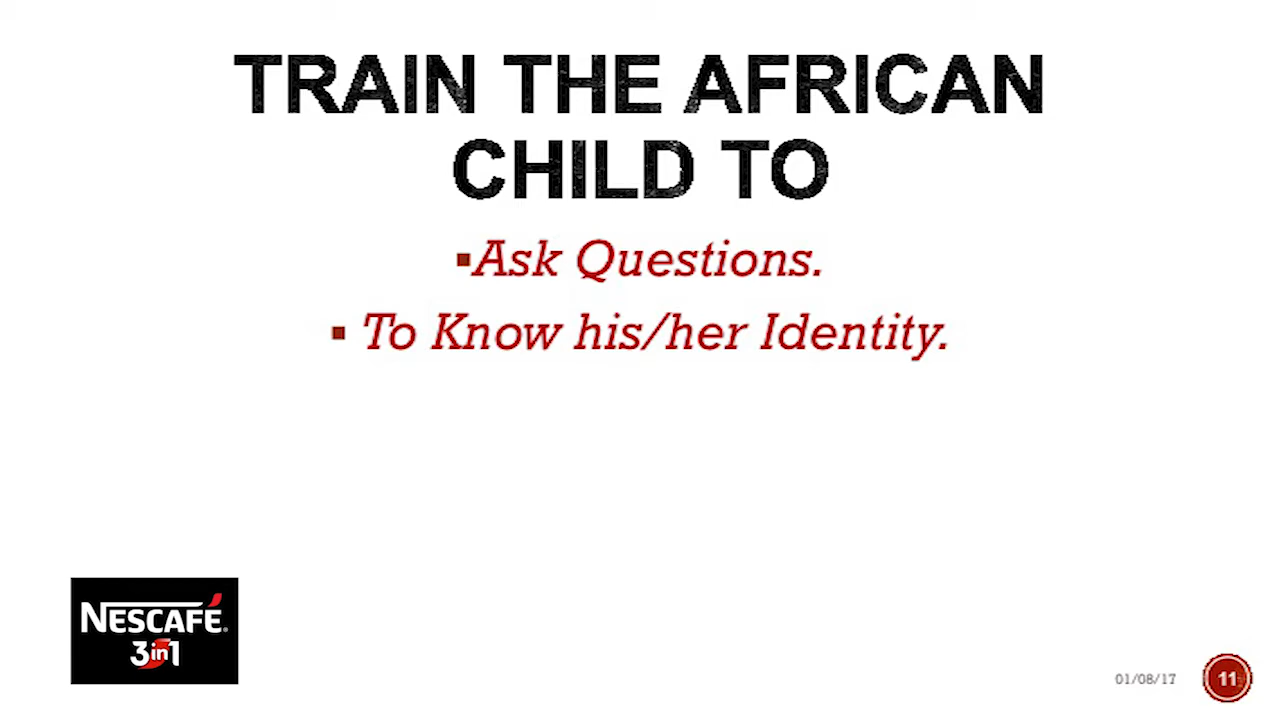 TRAIN THE AFRICAN
CHILD TO
▪Ask Questions.
▪ To Know his/her Identity.
NESCAFÉ®
3in1
01/08/17
11